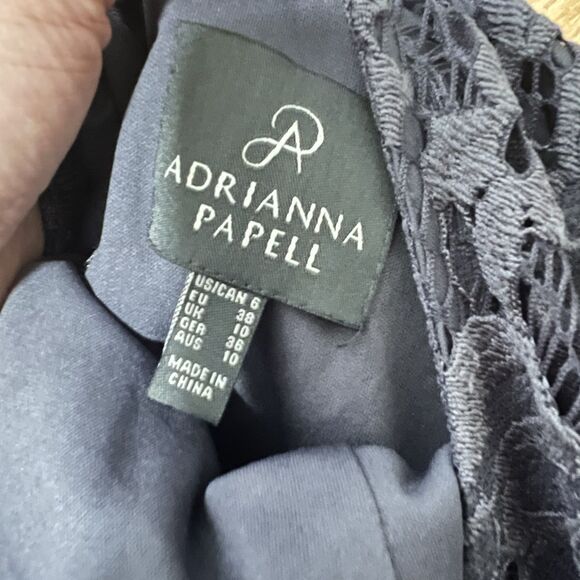 AP
ADRIANNA
PAPELL
US/CAN 6
EU 38
UK 10
GER 36
AUS 10
MADE IN
CHINA